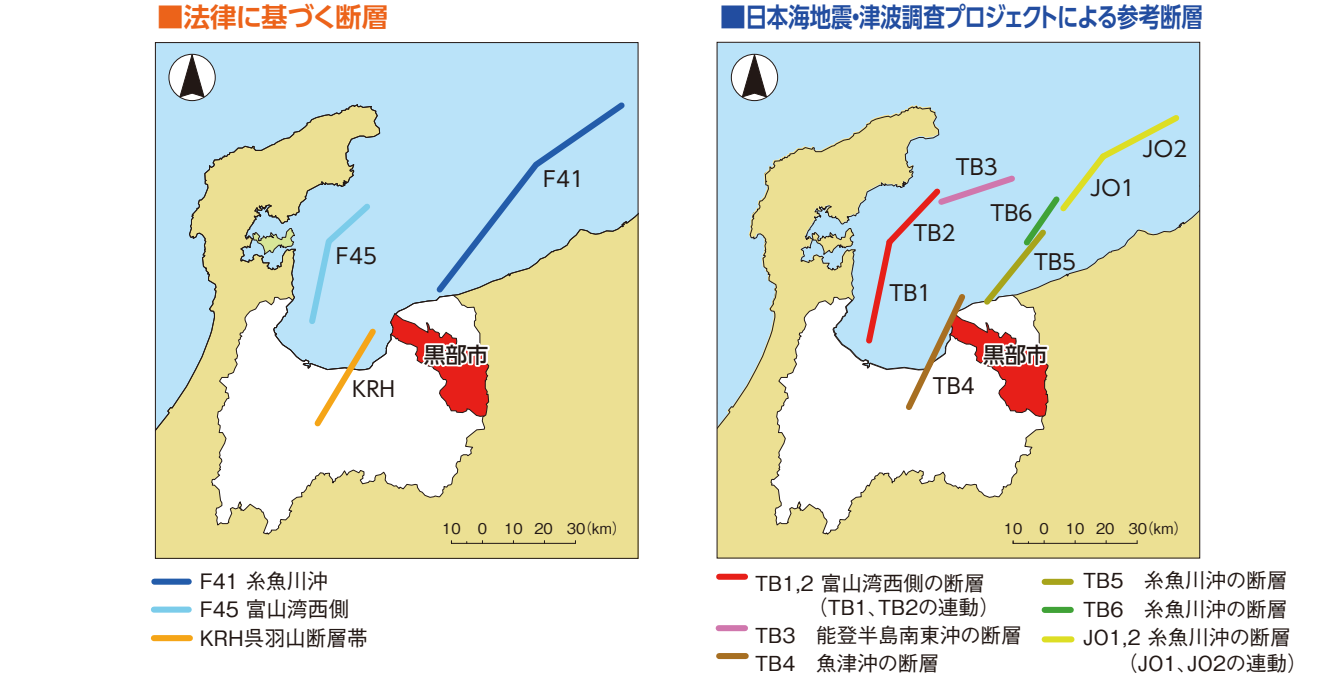 ■法律に基づく断層
F41
F45
黒部市
KRH
10 0 10 20 30(km)
F41 糸魚川沖
F45 富山湾西側
KRH呉羽山断層帯
■日本海地震・津波調査プロジェクトによる参考断層
JO2
TB3
JO1
TB6
TB2
TB5
TB1
黒部市
TB4
10 0 10 20 30(km)
TB1,2 富山湾西側の断層
(TB1、TB2の連動)
TB3 能登半島南東沖の断層
TB4 魚津沖の断層
TB5 糸魚川沖の断層
TB6 糸魚川沖の断層
JO1,2 糸魚川沖の断層
(JO1、JO2の連動)